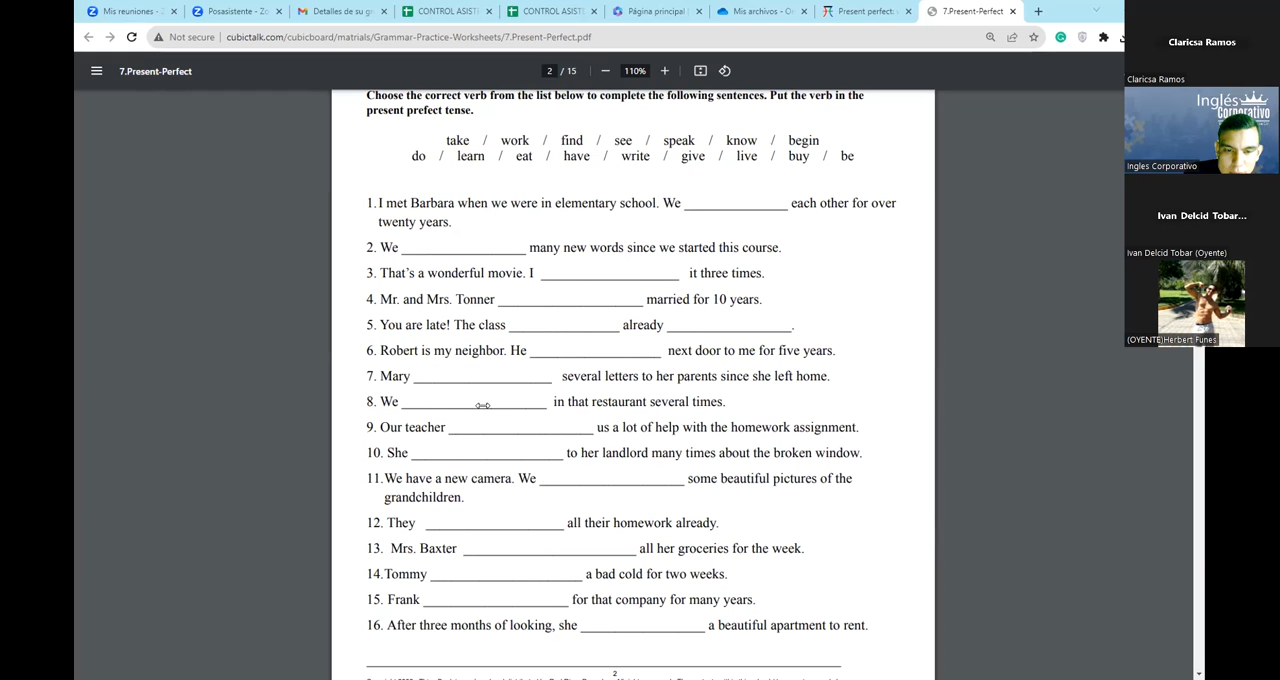 Mis reuniones - Z
Posasistente - Zo
Detalles de su gr
CONTROL ASIST
CONTROL ASIST
Página principal
Mis archivos - O
Present perfect:
7.Present-Perfect
Not secure | cubictalk.com/cubicboard/matrials/Grammar-Practice-Worksheets/7.Present-Perfect.pdf
7.Present-Perfect
2 / 15
110%
Choose the correct verb from the list below to complete the following sentences. Put the verb in the
present prefect tense.
take / work / find / see / speak / know / begin
do / learn / eat / have / write / give / live / buy / be
1. I met Barbara when we were in elementary school. We _______________ each other for over
twenty years.
2. We __________________ many new words since we started this course.
3. That's a wonderful movie. I ____________________ it three times.
4. Mr. and Mrs. Tonner _____________________ married for 10 years.
5. You are late! The class ________________ already __________________.
6. Robert is my neighbor. He ___________________ next door to me for five years.
7. Mary ____________________ several letters to her parents since she left home.
8. We _____________________ in that restaurant several times.
9. Our teacher _____________________ us a lot of help with the homework assignment.
10. She ______________________ to her landlord many times about the broken window.
11.We have a new camera. We _____________________ some beautiful pictures of the
grandchildren.
12. They ____________________ all their homework already.
13. Mrs. Baxter _________________________ all her groceries for the week.
14.Tommy ______________________ a bad cold for two weeks.
15. Frank _____________________ for that company for many years.
16. After three months of looking, she __________________ a beautiful apartment to rent.
2
Claricsa Ramos
Claricsa Ramos
Inglés
Corporativo
Ingles Corporativo
Ivan Delcid Tobar...
Ivan Delcid Tobar (Oyente)
(OYENTE)Herbert Funes